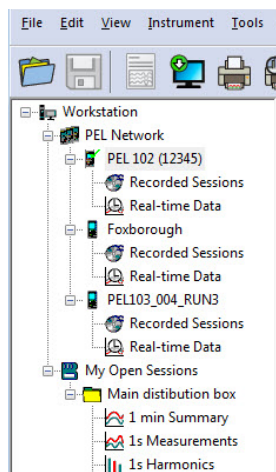 File Edit View Instrument Tools
Workstation
PEL Network
PEL 102 (12345)
Recorded Sessions
Real-time Data
Foxborough
Recorded Sessions
Real-time Data
PEL103_004_RUN3
Recorded Sessions
Real-time Data
My Open Sessions
Main distibution box
1 min Summary
1s Measurements
1s Harmonics